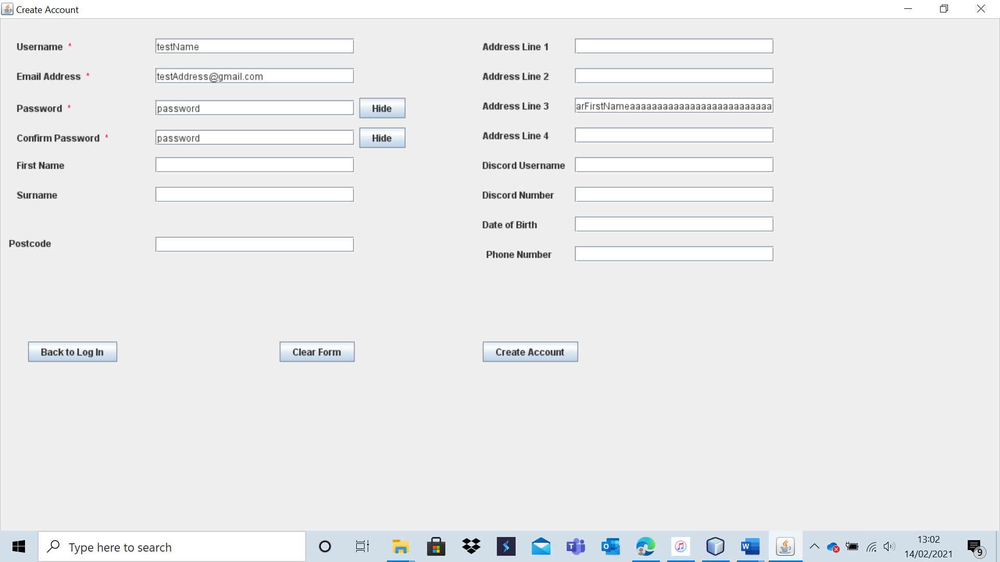 Create Account
Username *
testName
Email Address *
testAddress@gmail.com
Password *
password
Hide
Confirm Password *
password
Hide
First Name
Surname
Postcode
Address Line 1
Address Line 2
Address Line 3
arFirstNameaaaaaaaaaaaaaaaaaaaaaaaaaa
Address Line 4
Discord Username
Discord Number
Date of Birth
Phone Number
Back to Log In
Clear Form
Create Account
Type here to search
13:02
14/02/2021
9